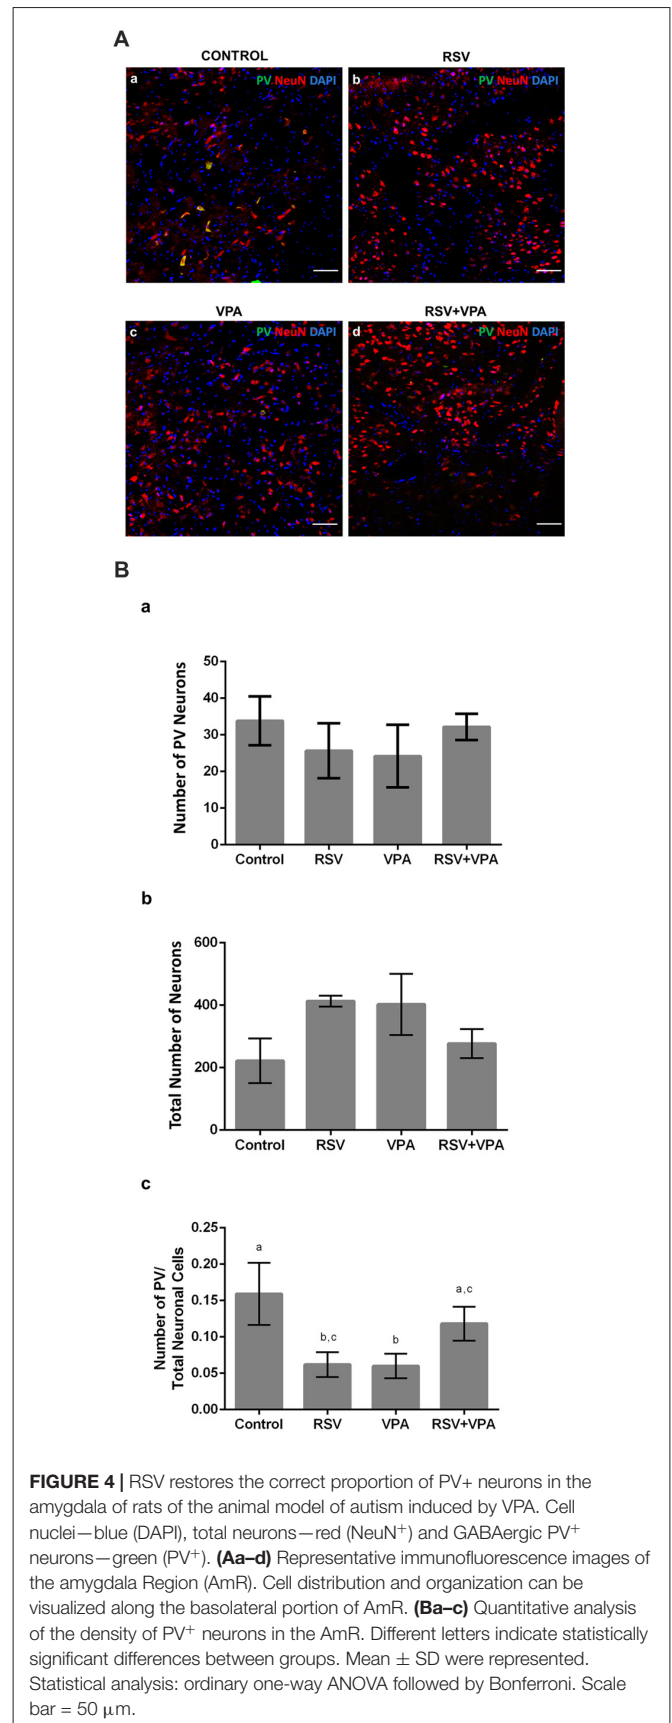 A
CONTROL
RSV
a
PV NeuN DAPI
b
PV NeuN DAPI
VPA
RSV+VPA
c
PV NeuN DAPI
d
PV NeuN DAPI
B
a
Number of PV Neurons
50
40
30
20
10
0
Control
RSV
VPA
RSV+VPA
b
Total Number of Neurons
600
400
200
0
Control
RSV
VPA
RSV+VPA
c
Number of PV/
Total Neuronal Cells
0.25
0.20
0.15
0.10
0.05
0.00
a
b,c
b
a,c
Control
RSV
VPA
RSV+VPA
FIGURE 4 | RSV restores the correct proportion of PV+ neurons in the
amygdala of rats of the animal model of autism induced by VPA. Cell
nuclei—blue (DAPI), total neurons—red (NeuN⁺) and GABAergic PV⁺
neurons—green (PV⁺). (Aa–d) Representative immunofluorescence images of
the amygdala Region (AmR). Cell distribution and organization can be
visualized along the basolateral portion of AmR. (Ba–c) Quantitative analysis
of the density of PV⁺ neurons in the AmR. Different letters indicate statistically
significant differences between groups. Mean ± SD were represented.
Statistical analysis: ordinary one-way ANOVA followed by Bonferroni. Scale
bar = 50 μm.